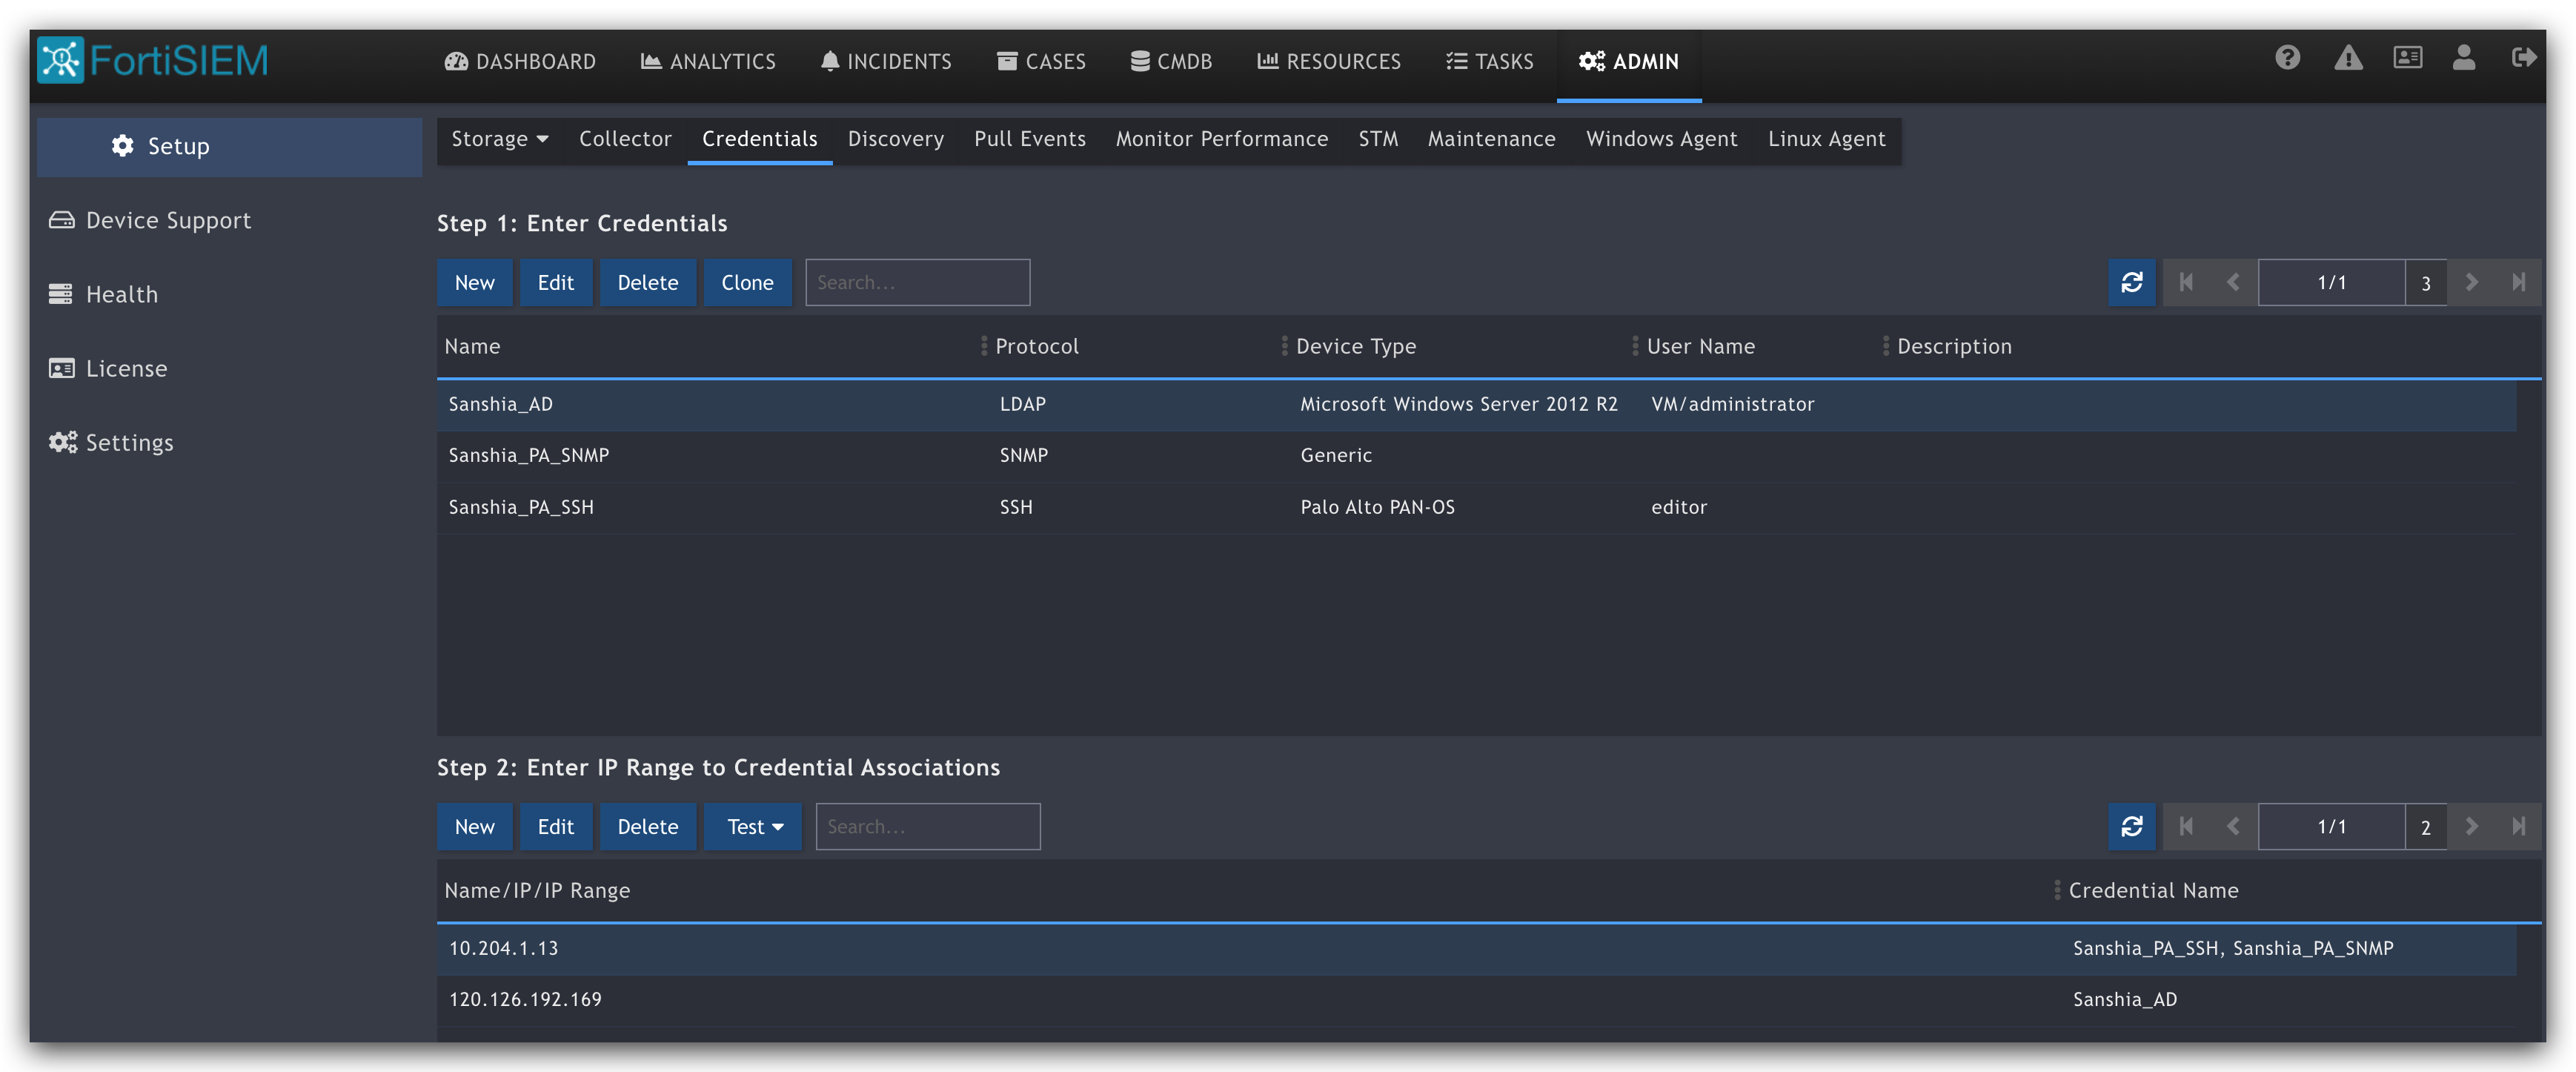 FortiSIEM DASHBOARD ANALYTICS INCIDENTS CASES CMDB RESOURCES TASKS ADMIN
Setup
Storage Collector Credentials Discovery Pull Events Monitor Performance STM Maintenance Windows Agent Linux Agent
Device Support
Health
License
Settings
Step 1: Enter Credentials
New Edit Delete Clone Search... 1/1 3
Name Protocol Device Type User Name Description
Sanshia_AD LDAP Microsoft Windows Server 2012 R2 VM/administrator
Sanshia_PA_SNMP SNMP Generic
Sanshia_PA_SSH SSH Palo Alto PAN-OS editor
Step 2: Enter IP Range to Credential Associations
New Edit Delete Test Search... 1/1 2
Name/IP/IP Range Credential Name
10.204.1.13 Sanshia_PA_SSH, Sanshia_PA_SNMP
120.126.192.169 Sanshia_AD